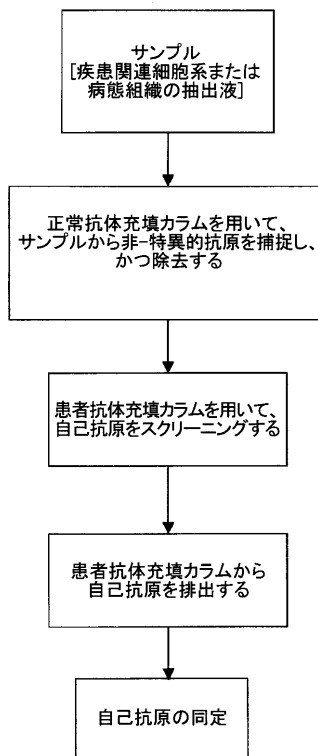 サンプル
[疾患関連細胞系または
病態組織の抽出液]
正常抗体充填カラムを用いて、
サンプルから非-特異的抗原を捕捉し、
かつ除去する
患者抗体充填カラムを用いて、
自己抗原をスクリーニングする
患者抗体充填カラムから
自己抗原を排出する
自己抗原の同定